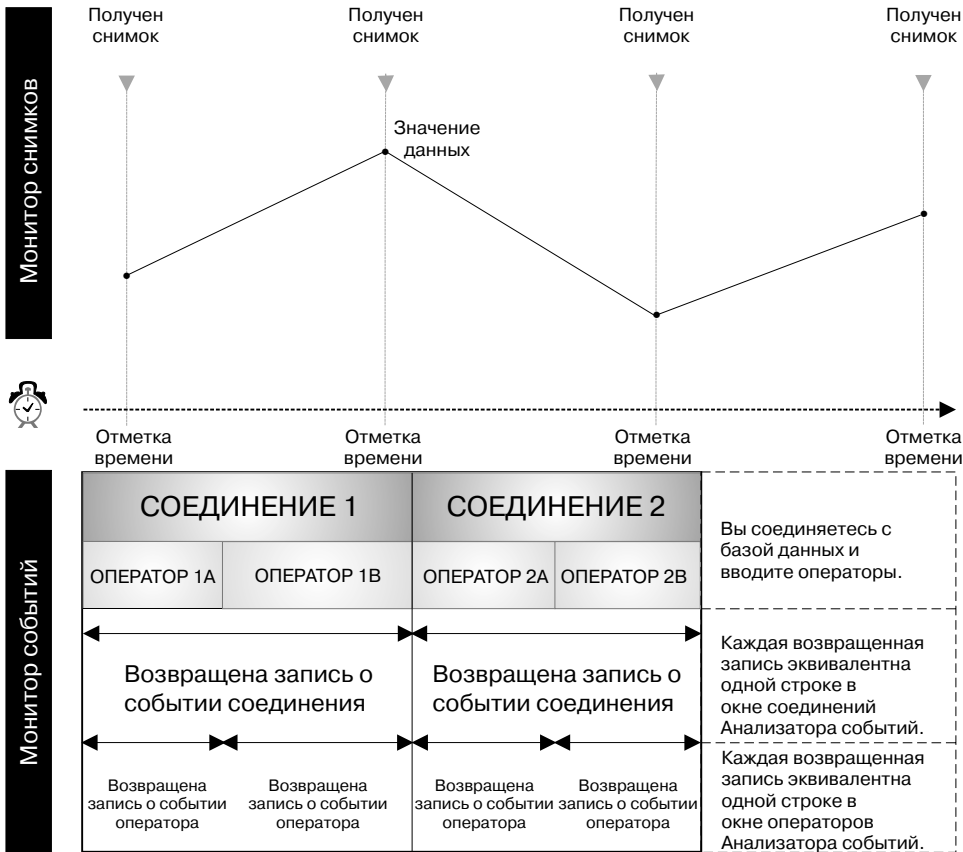 Получен
снимок
Получен
снимок
Получен
снимок
Получен
снимок
Монитор снимков
Значение
данных
Отметка
времени
Отметка
времени
Отметка
времени
Отметка
времени
Монитор событий
СОЕДИНЕНИЕ 1
СОЕДИНЕНИЕ 2
ОПЕРАТОР 1A
ОПЕРАТОР 1B
ОПЕРАТОР 2A
ОПЕРАТОР 2B
Вы соединяетесь с
базой данных и
вводите операторы.
Возвращена запись о
событии соединения
Возвращена запись о
событии соединения
Каждая возвращенная
запись эквивалентна
одной строке в
окне соединений
Анализатора событий.
Возвращена
запись о событии
оператора
Возвращена
запись о событии
оператора
Возвращена
запись о событии
оператора
Возвращена
запись о событии
оператора
Каждая возвращенная
запись эквивалентна
одной строке в
окне операторов
Анализатора событий.